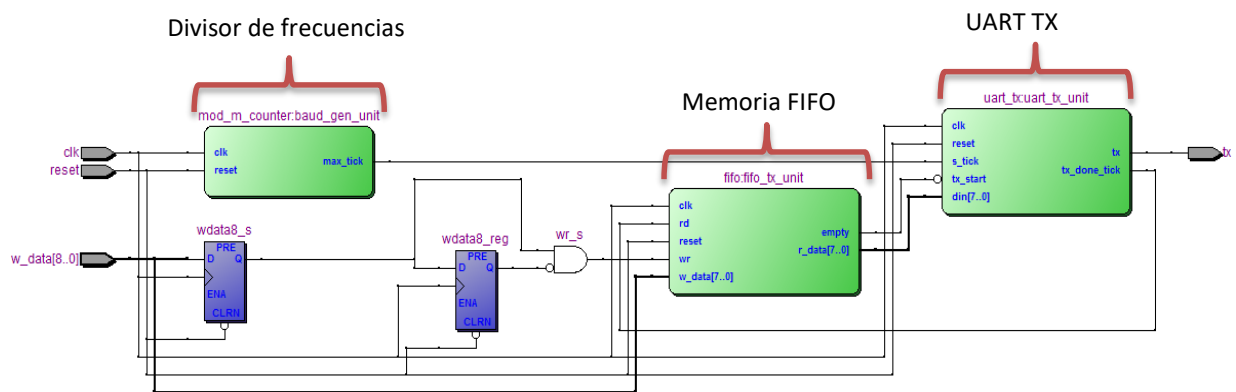 Divisor de frecuencias
UART TX
Memoria FIFO
mod_m_counter:baud_gen_unit
clk
reset
max_tick
clk
reset
uart_tx:uart_tx_unit
clk
reset
s_tick
tx_start
din[7..0]
tx
tx_done_tick
tx
fifo:fifo_tx_unit
clk
rd
reset
wr
w_data[7..0]
empty
r_data[7..0]
w_data[8..0]
wdata8_s
PRE
D
Q
ENA
CLRN
wdata8_reg
PRE
D
Q
ENA
CLRN
wr_s